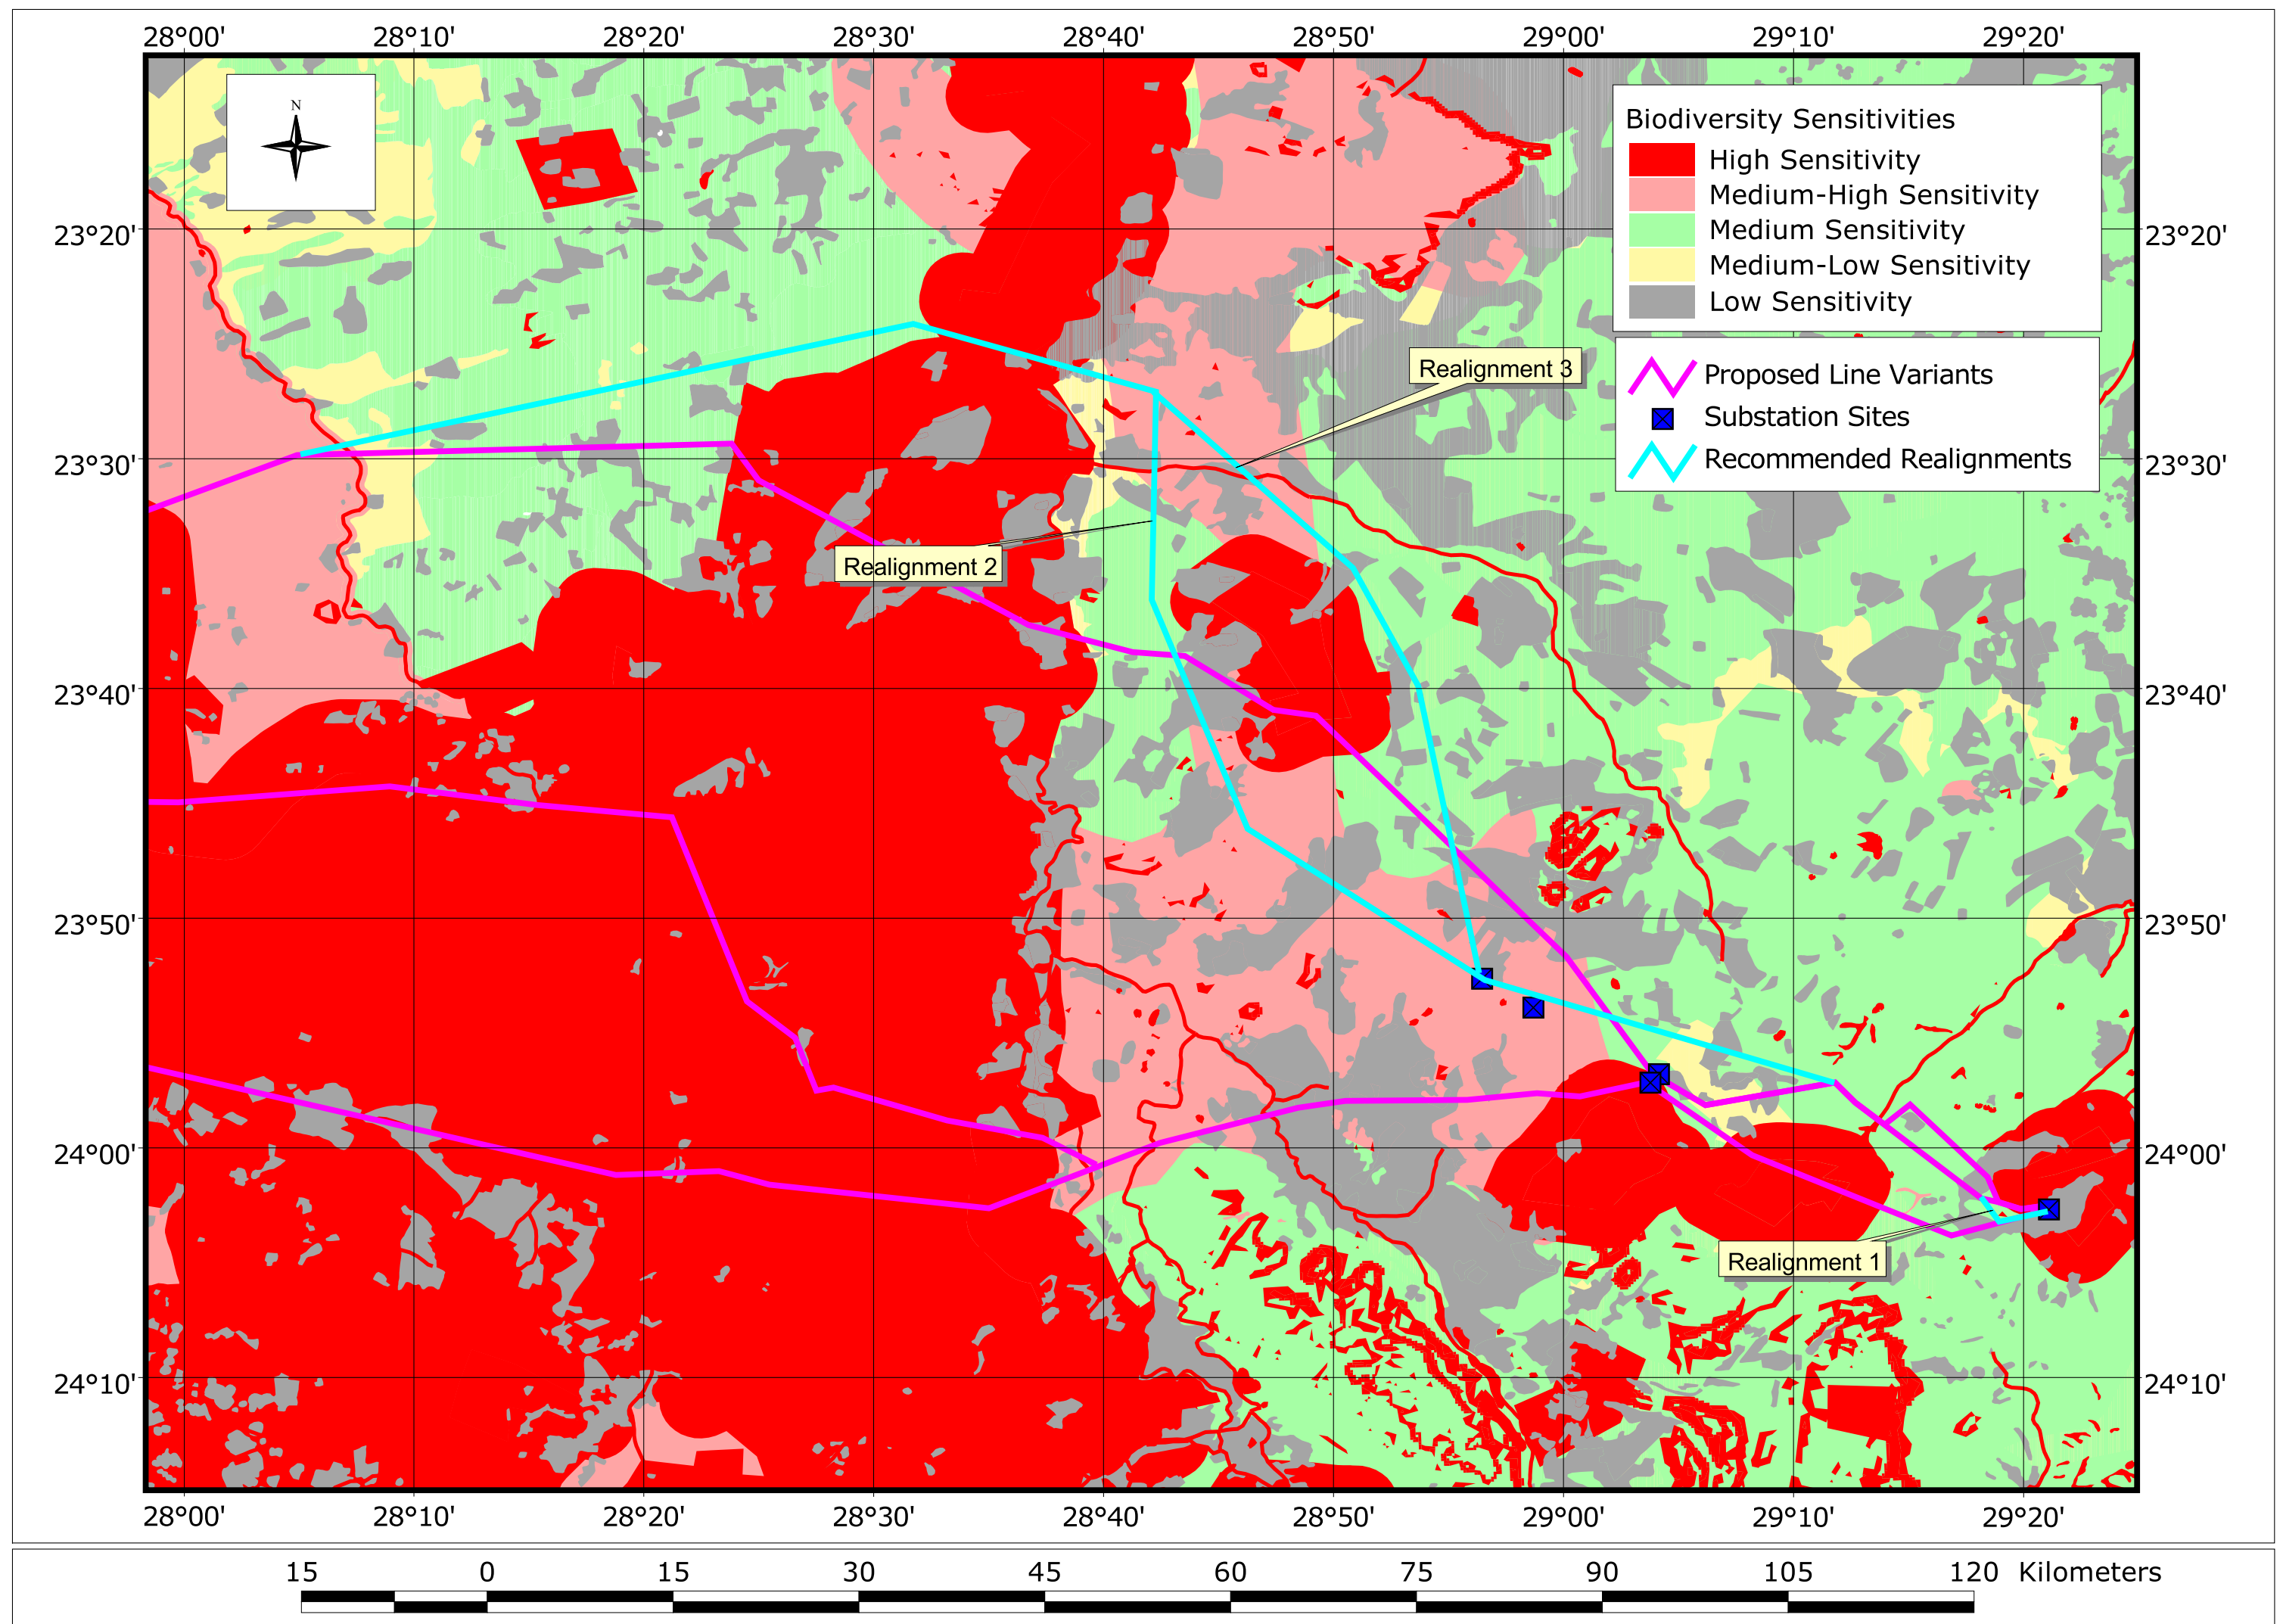 28°00' 28°10' 28°20' 28°30' 28°40' 28°50' 29°00' 29°10' 29°20'
N
Biodiversity Sensitivities
High Sensitivity
Medium-High Sensitivity
Medium Sensitivity
Medium-Low Sensitivity
Low Sensitivity
23°20' 23°20'
Realignment 3
Proposed Line Variants
Substation Sites
Recommended Realignments
23°30' 23°30'
Realignment 2
23°40' 23°40'
23°50' 23°50'
24°00' 24°00'
Realignment 1
24°10' 24°10'
28°00' 28°10' 28°20' 28°30' 28°40' 28°50' 29°00' 29°10' 29°20'
15 0 15 30 45 60 75 90 105 120 Kilometers